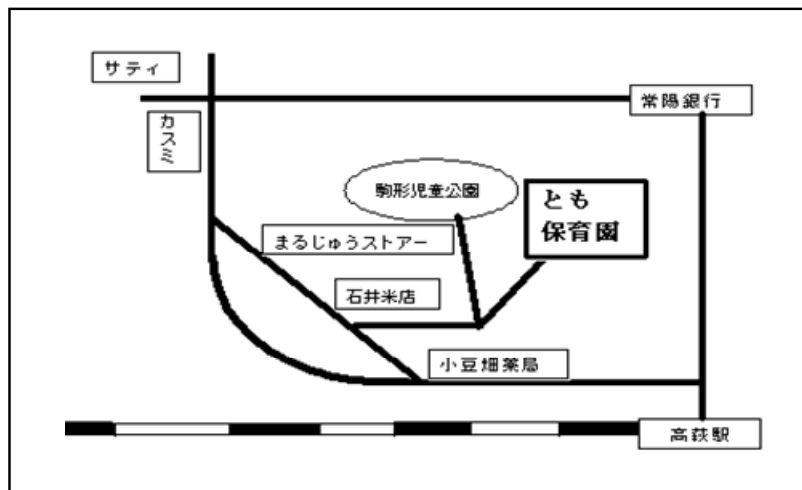 サティ
常陽銀行
カスミ
駒形児童公園
とも
保育園
まるじゅうストアー
石井米店
小豆畑薬局
高萩駅